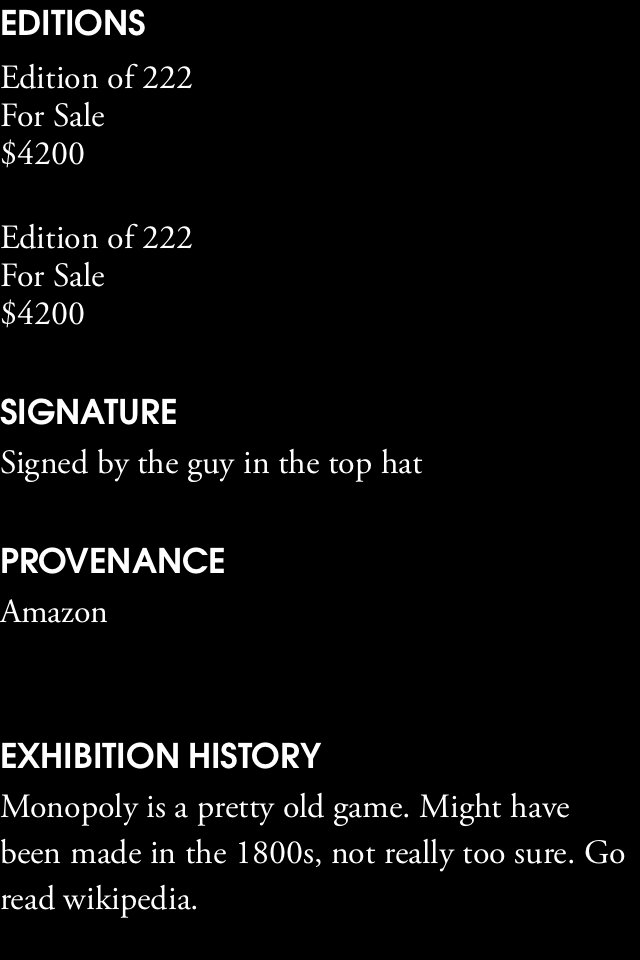 EDITIONS
Edition of 222
For Sale
$4200
Edition of 222
For Sale
$4200
SIGNATURE
Signed by the guy in the top hat
PROVENANCE
Amazon
EXHIBITION HISTORY
Monopoly is a pretty old game. Might have
been made in the 1800s, not really too sure. Go
read wikipedia.